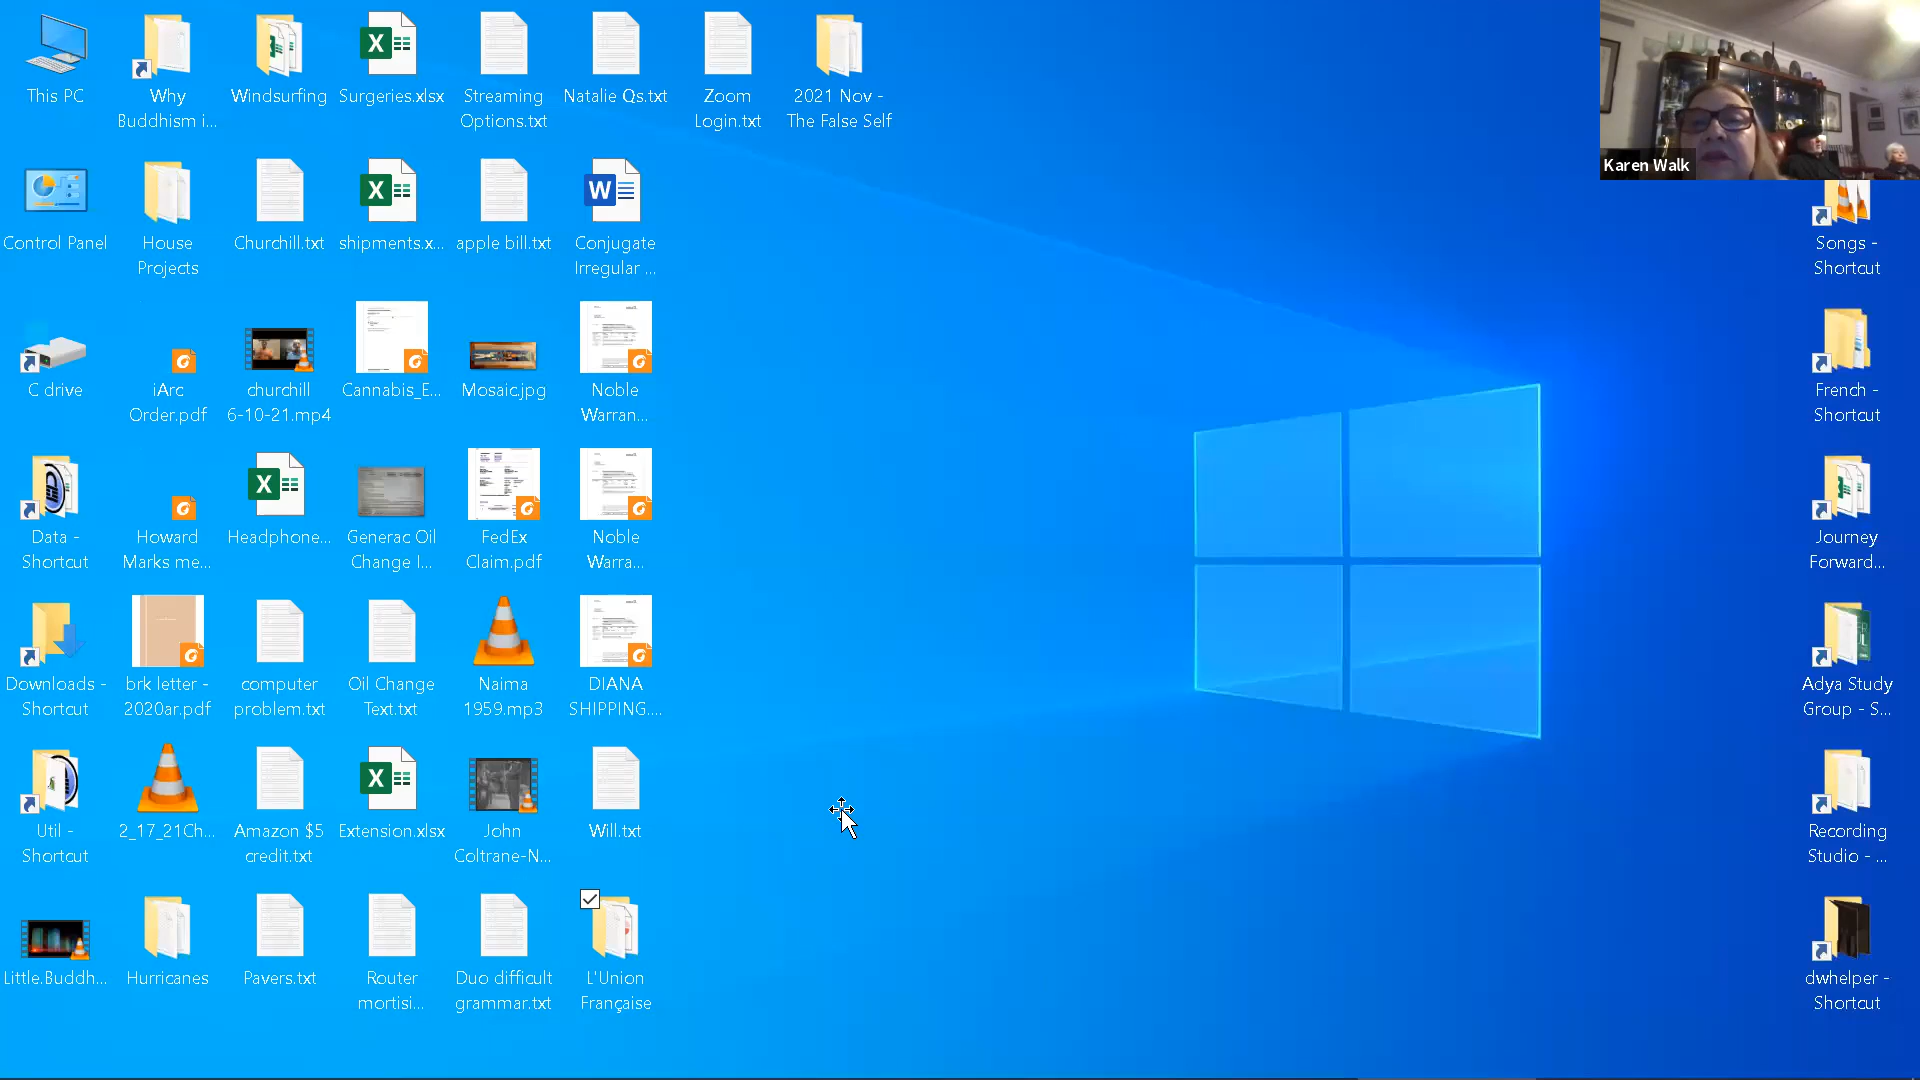 This PC
Why
Buddhism i...
Windsurfing
Surgeries.xlsx
Streaming
Options.txt
Natalie Qs.txt
Zoom
Login.txt
2021 Nov -
The False Self
Karen Walk
Control Panel
House
Projects
Churchill.txt
shipments.x...
apple bill.txt
Conjugate
Irregular ...
Songs -
Shortcut
C drive
iArc
Order.pdf
churchill
6-10-21.mp4
Cannabis_E...
Mosaic.jpg
Noble
Warran...
French -
Shortcut
Data -
Shortcut
Howard
Marks me...
Headphone...
Generac Oil
Change I...
FedEx
Claim.pdf
Noble
Warra...
Journey
Forward...
Downloads -
Shortcut
brk letter -
2020ar.pdf
computer
problem.txt
Oil Change
Text.txt
Naima
1959.mp3
DIANA
SHIPPING....
Adya Study
Group - S...
Util -
Shortcut
2_17_21Ch...
Amazon $5
credit.txt
Extension.xlsx
John
Coltrane-N...
Will.txt
Recording
Studio - ...
Little.Buddh...
Hurricanes
Pavers.txt
Router
mortisi...
Duo difficult
grammar.txt
L'Union
Française
dwhelper -
Shortcut